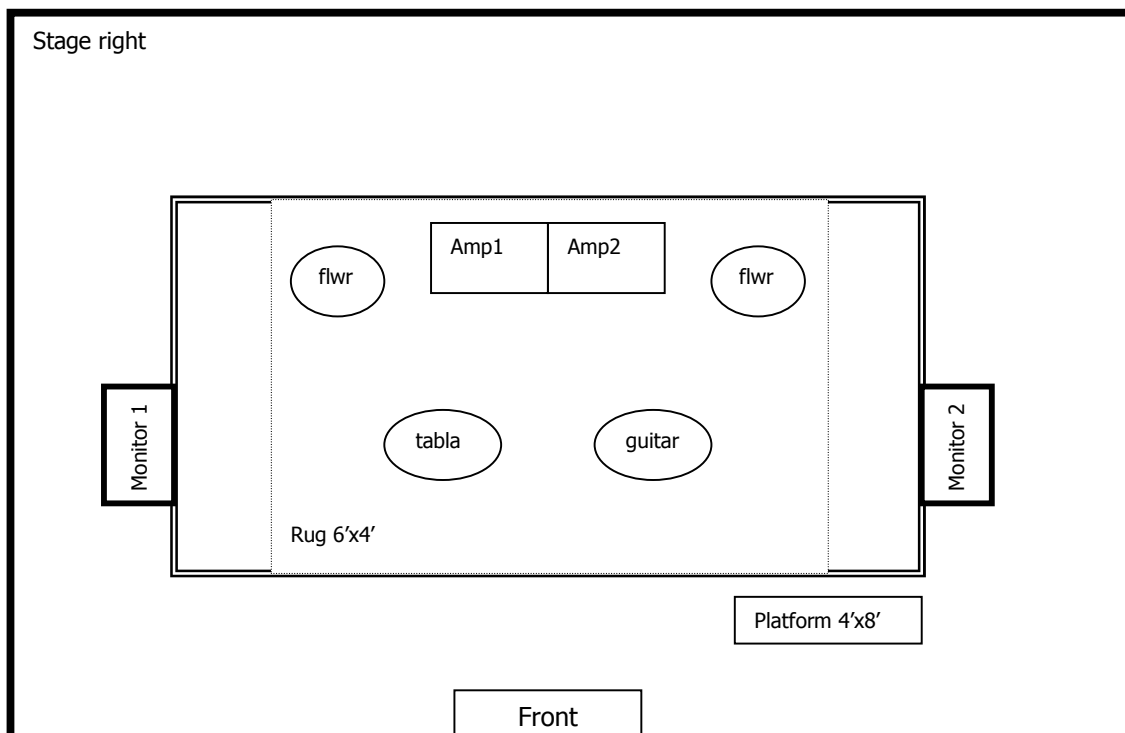 Stage right
Amp1
Amp2
flwr
flwr
Monitor 1
tabla
guitar
Monitor 2
Rug 6’x4’
Platform 4’x8’
Front